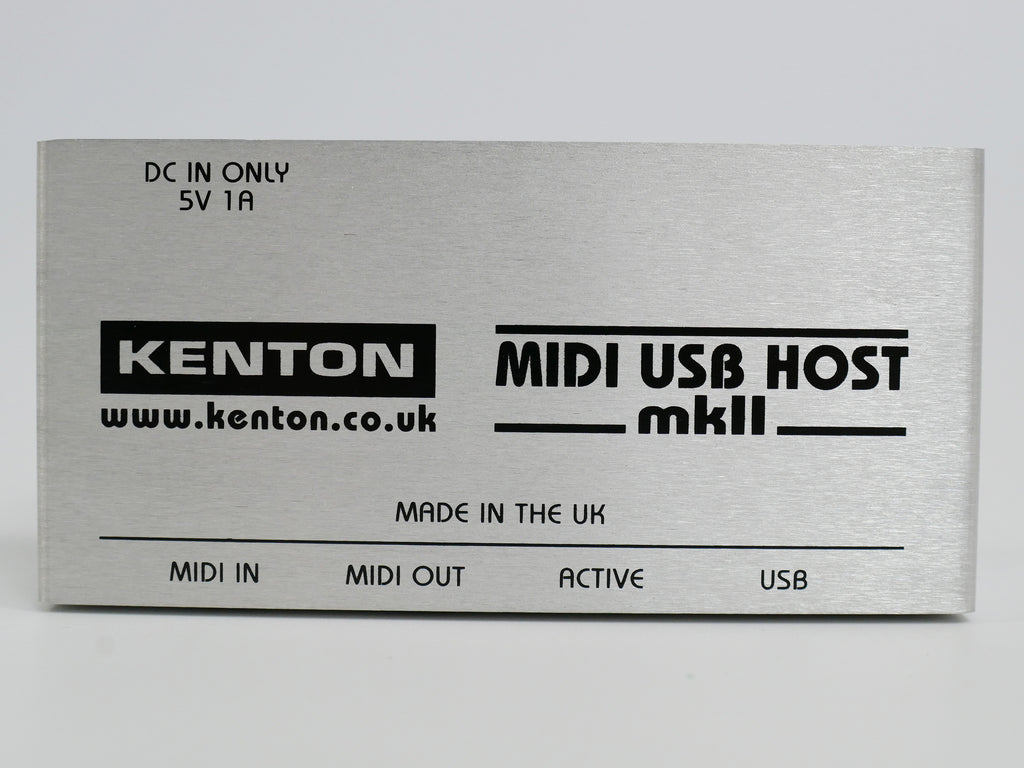 DC IN ONLY
5V 1A
KENTON
www.kenton.co.uk
MIDI USB HOST
mkII
MADE IN THE UK
MIDI IN MIDI OUT ACTIVE USB